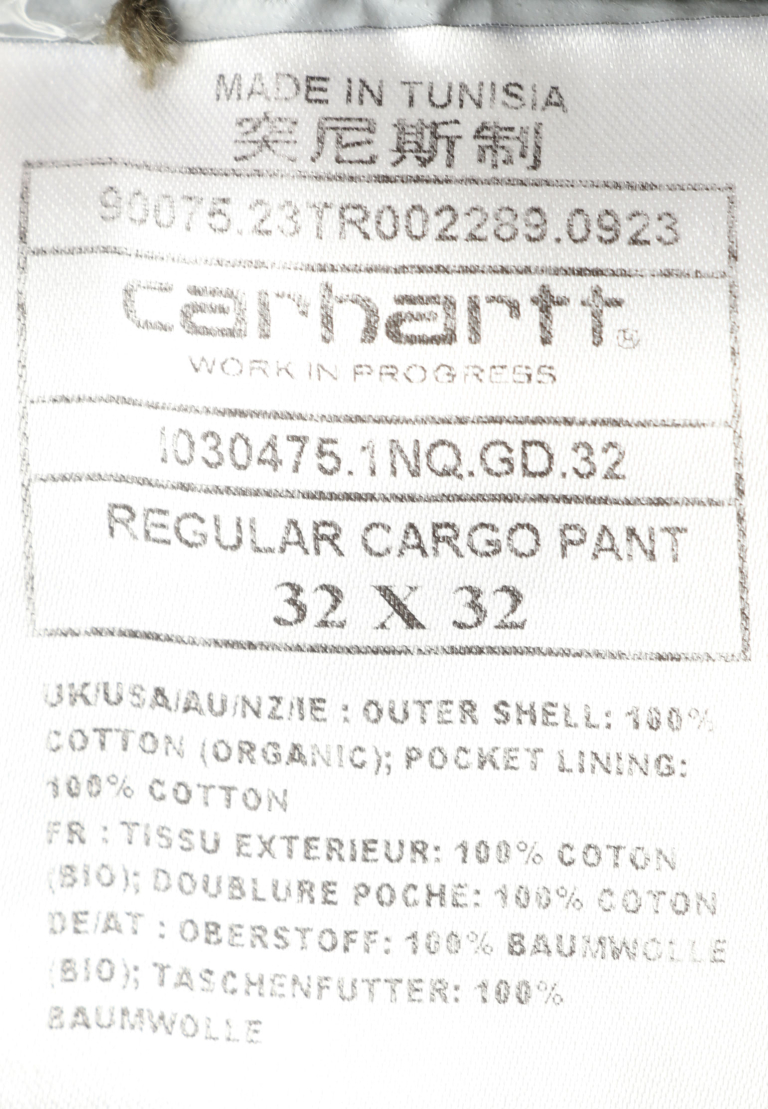 MADE IN TUNISIA
突尼斯制
90075.23TR002289.0923
carhartt®
WORK IN PROGRESS
I030475.1NQ.GD.32
REGULAR CARGO PANT
32 X 32
UK/USA/AU/NZ/IE : OUTER SHELL: 100%
COTTON (ORGANIC); POCKET LINING:
100% COTTON
FR : TISSU EXTERIEUR: 100% COTON
(BIO); DOUBLURE POCHE: 100% COTON
DE/AT : OBERSTOFF: 100% BAUMWOLLE
(BIO); TASCHENFUTTER: 100%
BAUMWOLLE